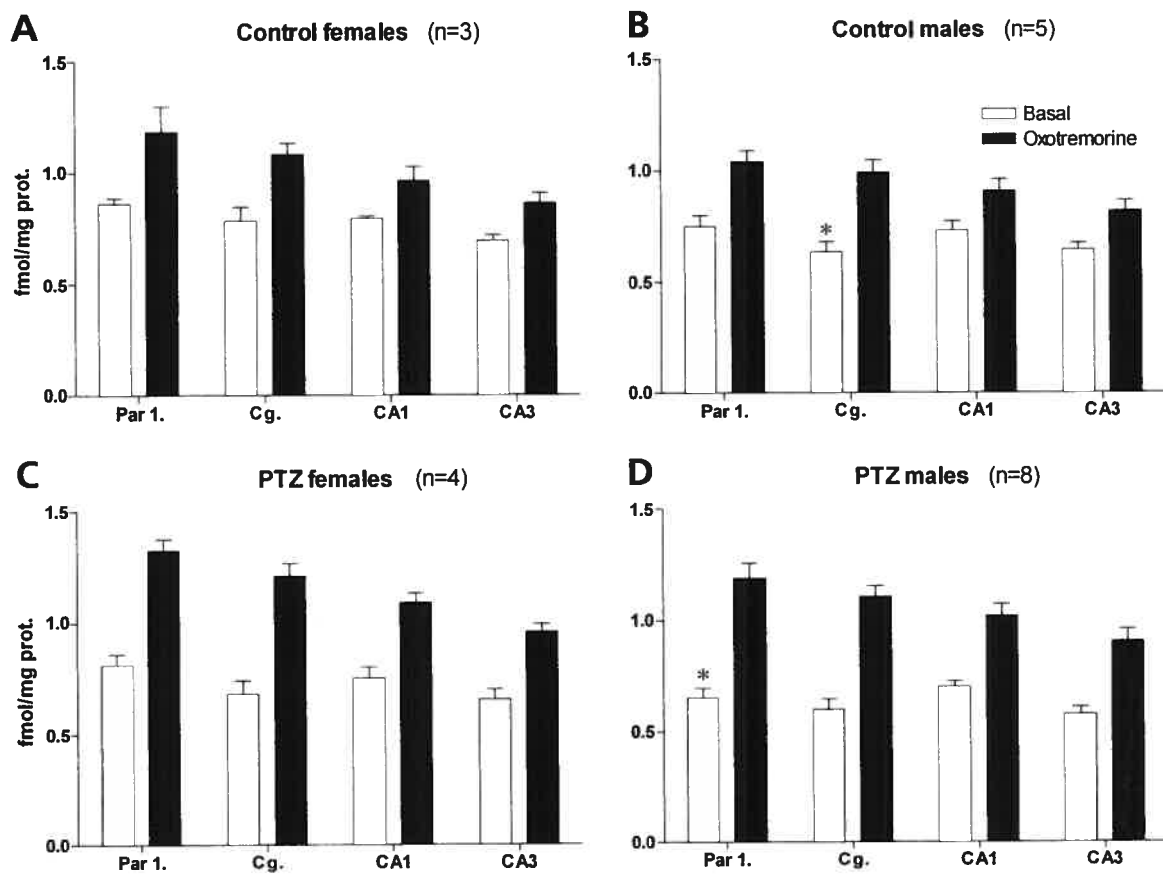 A
Control females (n=3)
1.5
1.0
0.5
0.0
fmol/mg prot.
Par 1.
Cg.
CA1
CA3
B
Control males (n=5)
1.5
1.0
0.5
0.0
Basal
Oxotremorine
*
Par 1.
Cg.
CA1
CA3
C
PTZ females (n=4)
1.5
1.0
0.5
0.0
fmol/mg prot.
Par 1.
Cg.
CA1
CA3
D
PTZ males (n=8)
1.5
1.0
0.5
0.0
*
Par 1.
Cg.
CA1
CA3